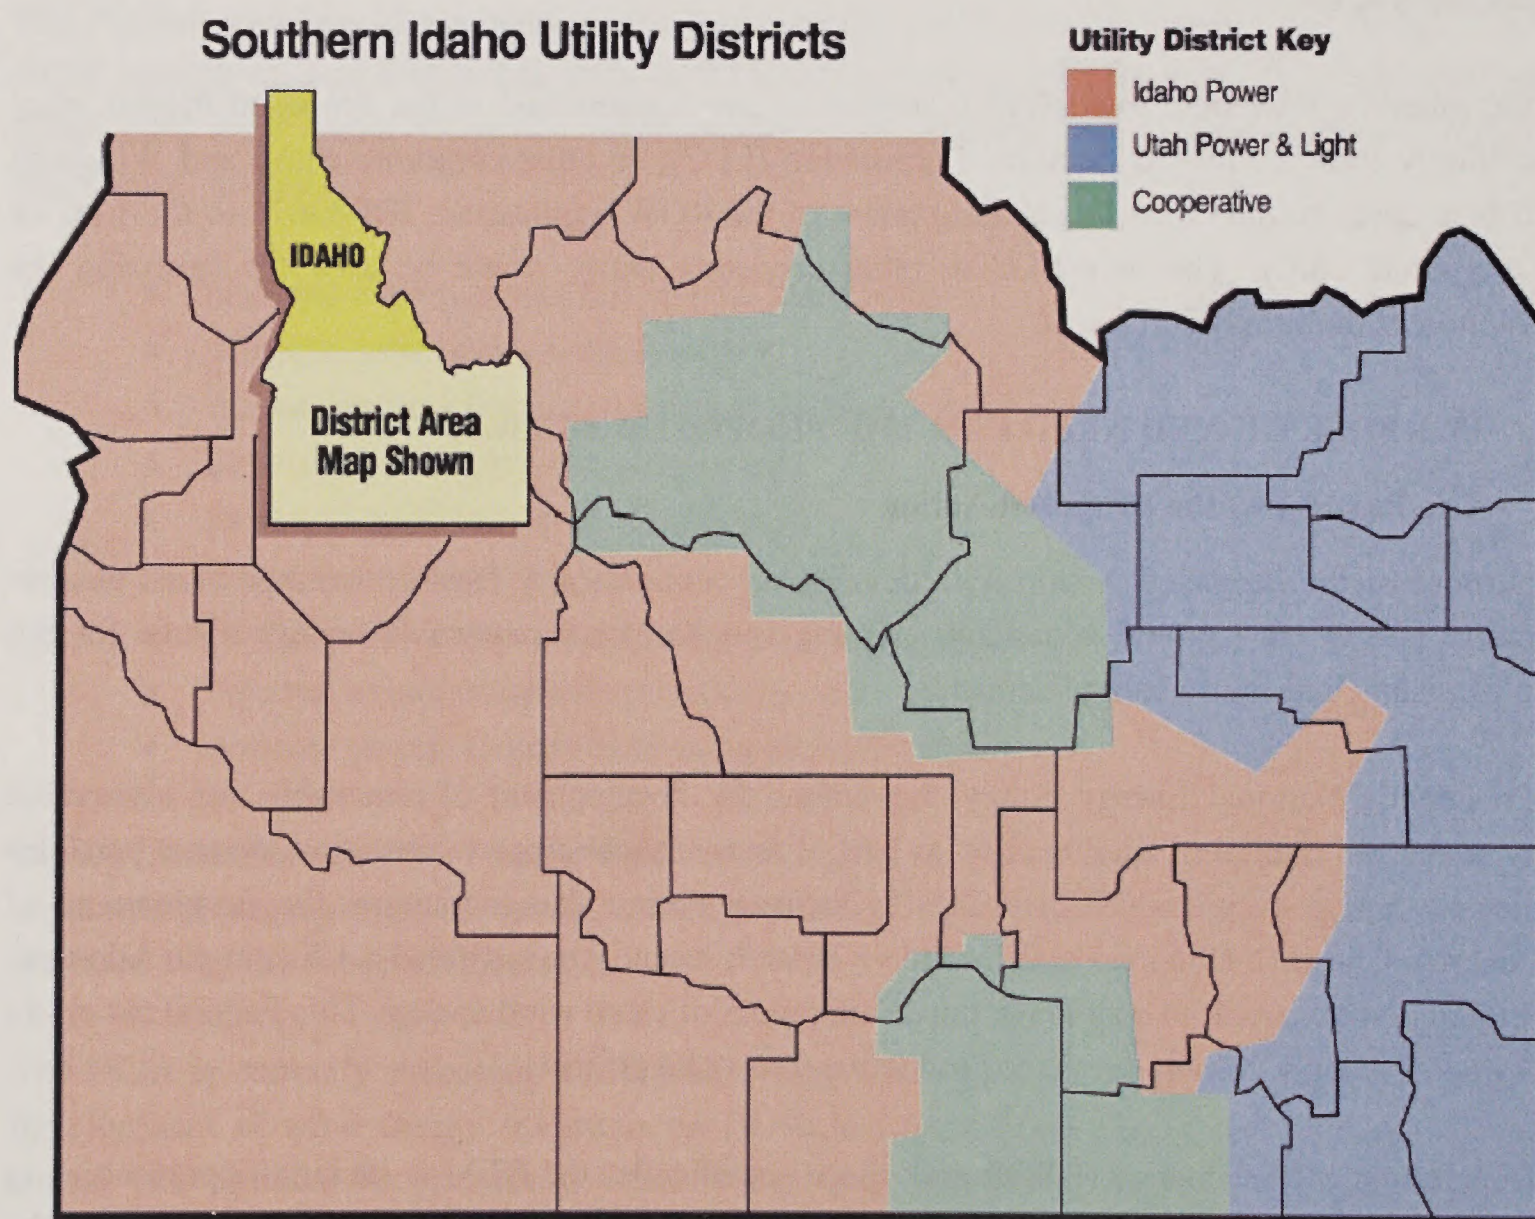 Southern Idaho Utility Districts
Utility District Key
Idaho Power
Utah Power & Light
Cooperative
IDAHO
District Area
Map Shown